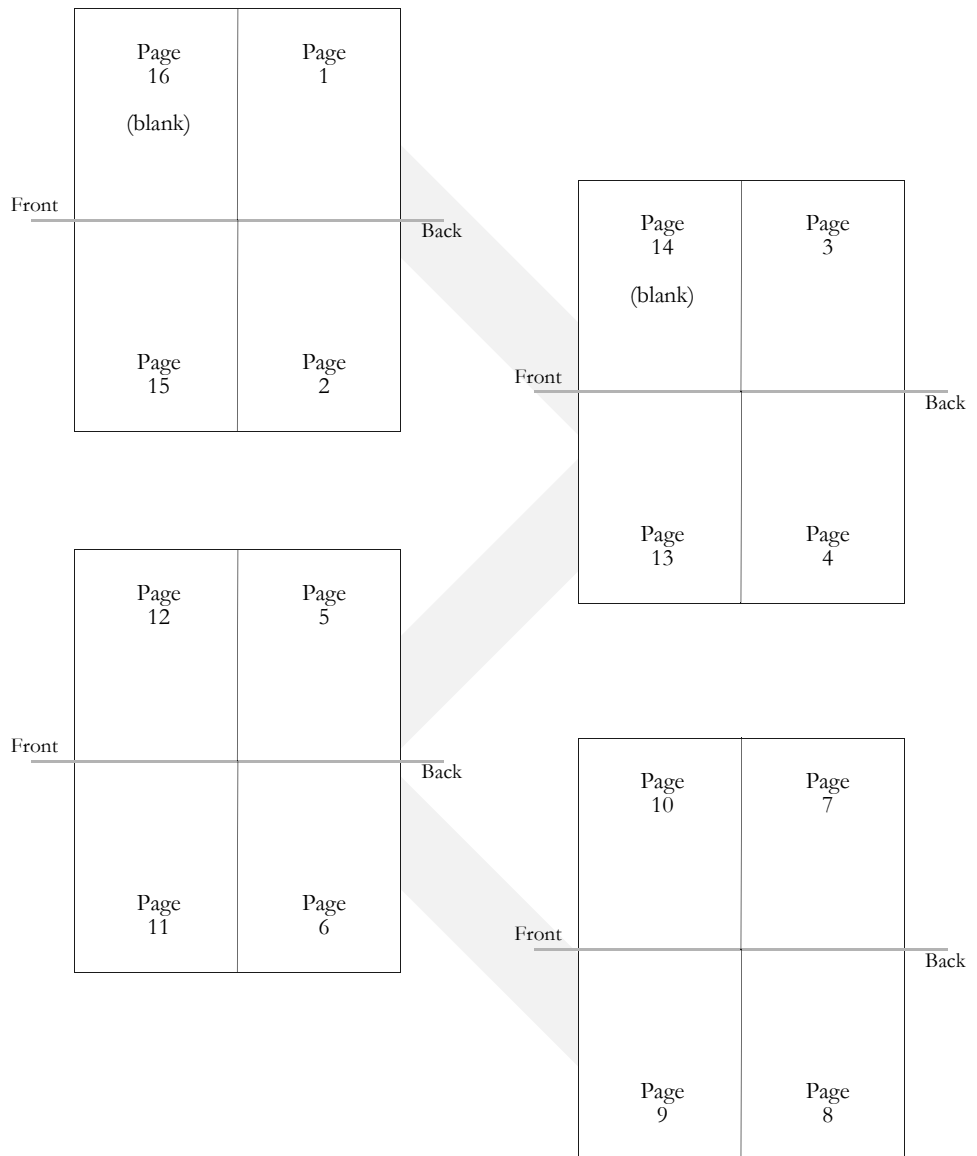 Page
16
(blank)
Page
1
Front
Back
Page
15
Page
2
Page
14
(blank)
Page
3
Front
Back
Page
13
Page
4
Page
12
Page
5
Front
Back
Page
11
Page
6
Page
10
Page
7
Front
Back
Page
9
Page
8